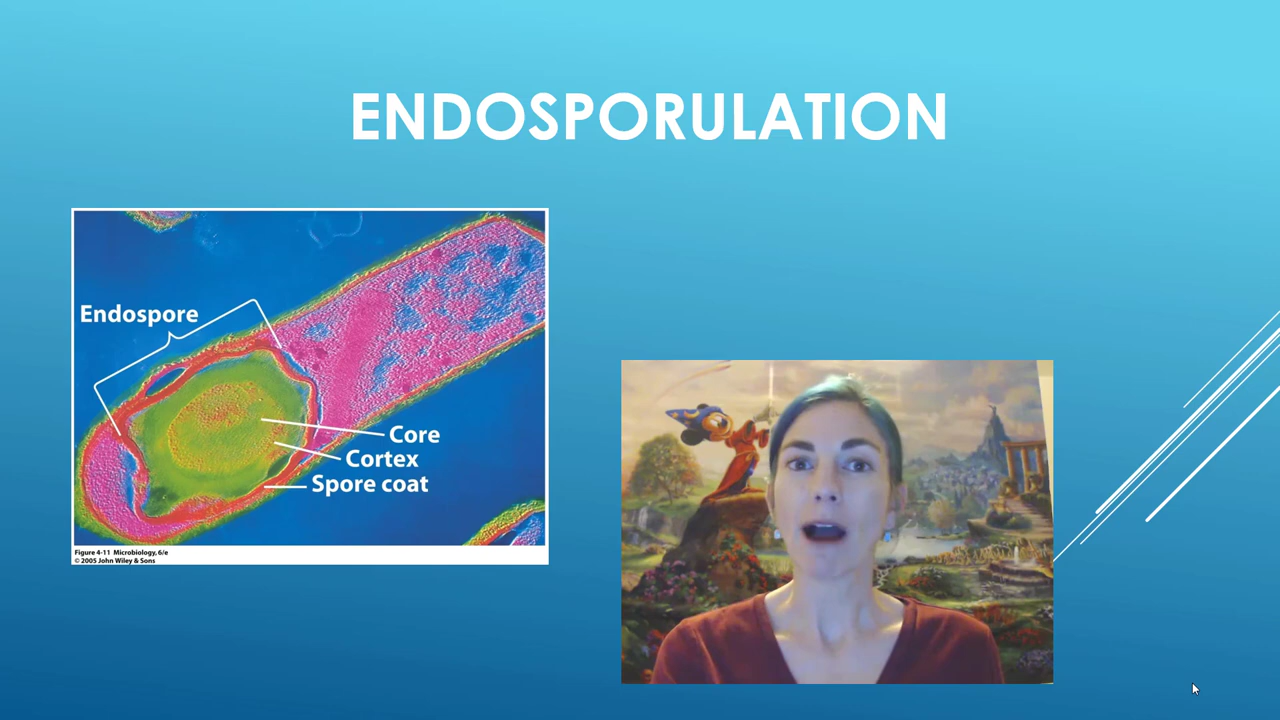 ENDOSPORULATION
Endospore
Core
Cortex
Spore coat
Figure 4-11 Microbiology, 6/e
© 2005 John Wiley & Sons